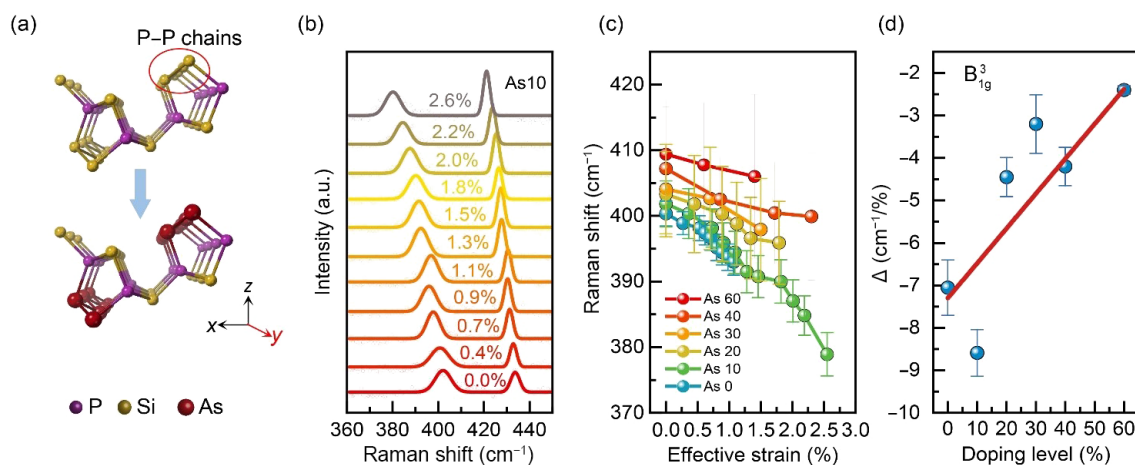 (a)
P–P chains
z
x
y
P
Si
As
(b)
As10
2.6%
2.2%
2.0%
1.8%
1.5%
1.3%
1.1%
0.9%
0.7%
0.4%
0.0%
Intensity (a.u.)
360 390 420 450
Raman shift (cm⁻¹)
(c)
Raman shift (cm⁻¹)
420
410
400
390
380
370
As 60
As 40
As 30
As 20
As 10
As 0
0.0 0.5 1.0 1.5 2.0 2.5 3.0
Effective strain (%)
(d)
B³1g
Δ (cm⁻¹/%)
−2
−3
−4
−5
−6
−7
−8
−9
−10
0 10 20 30 40 50 60
Doping level (%)